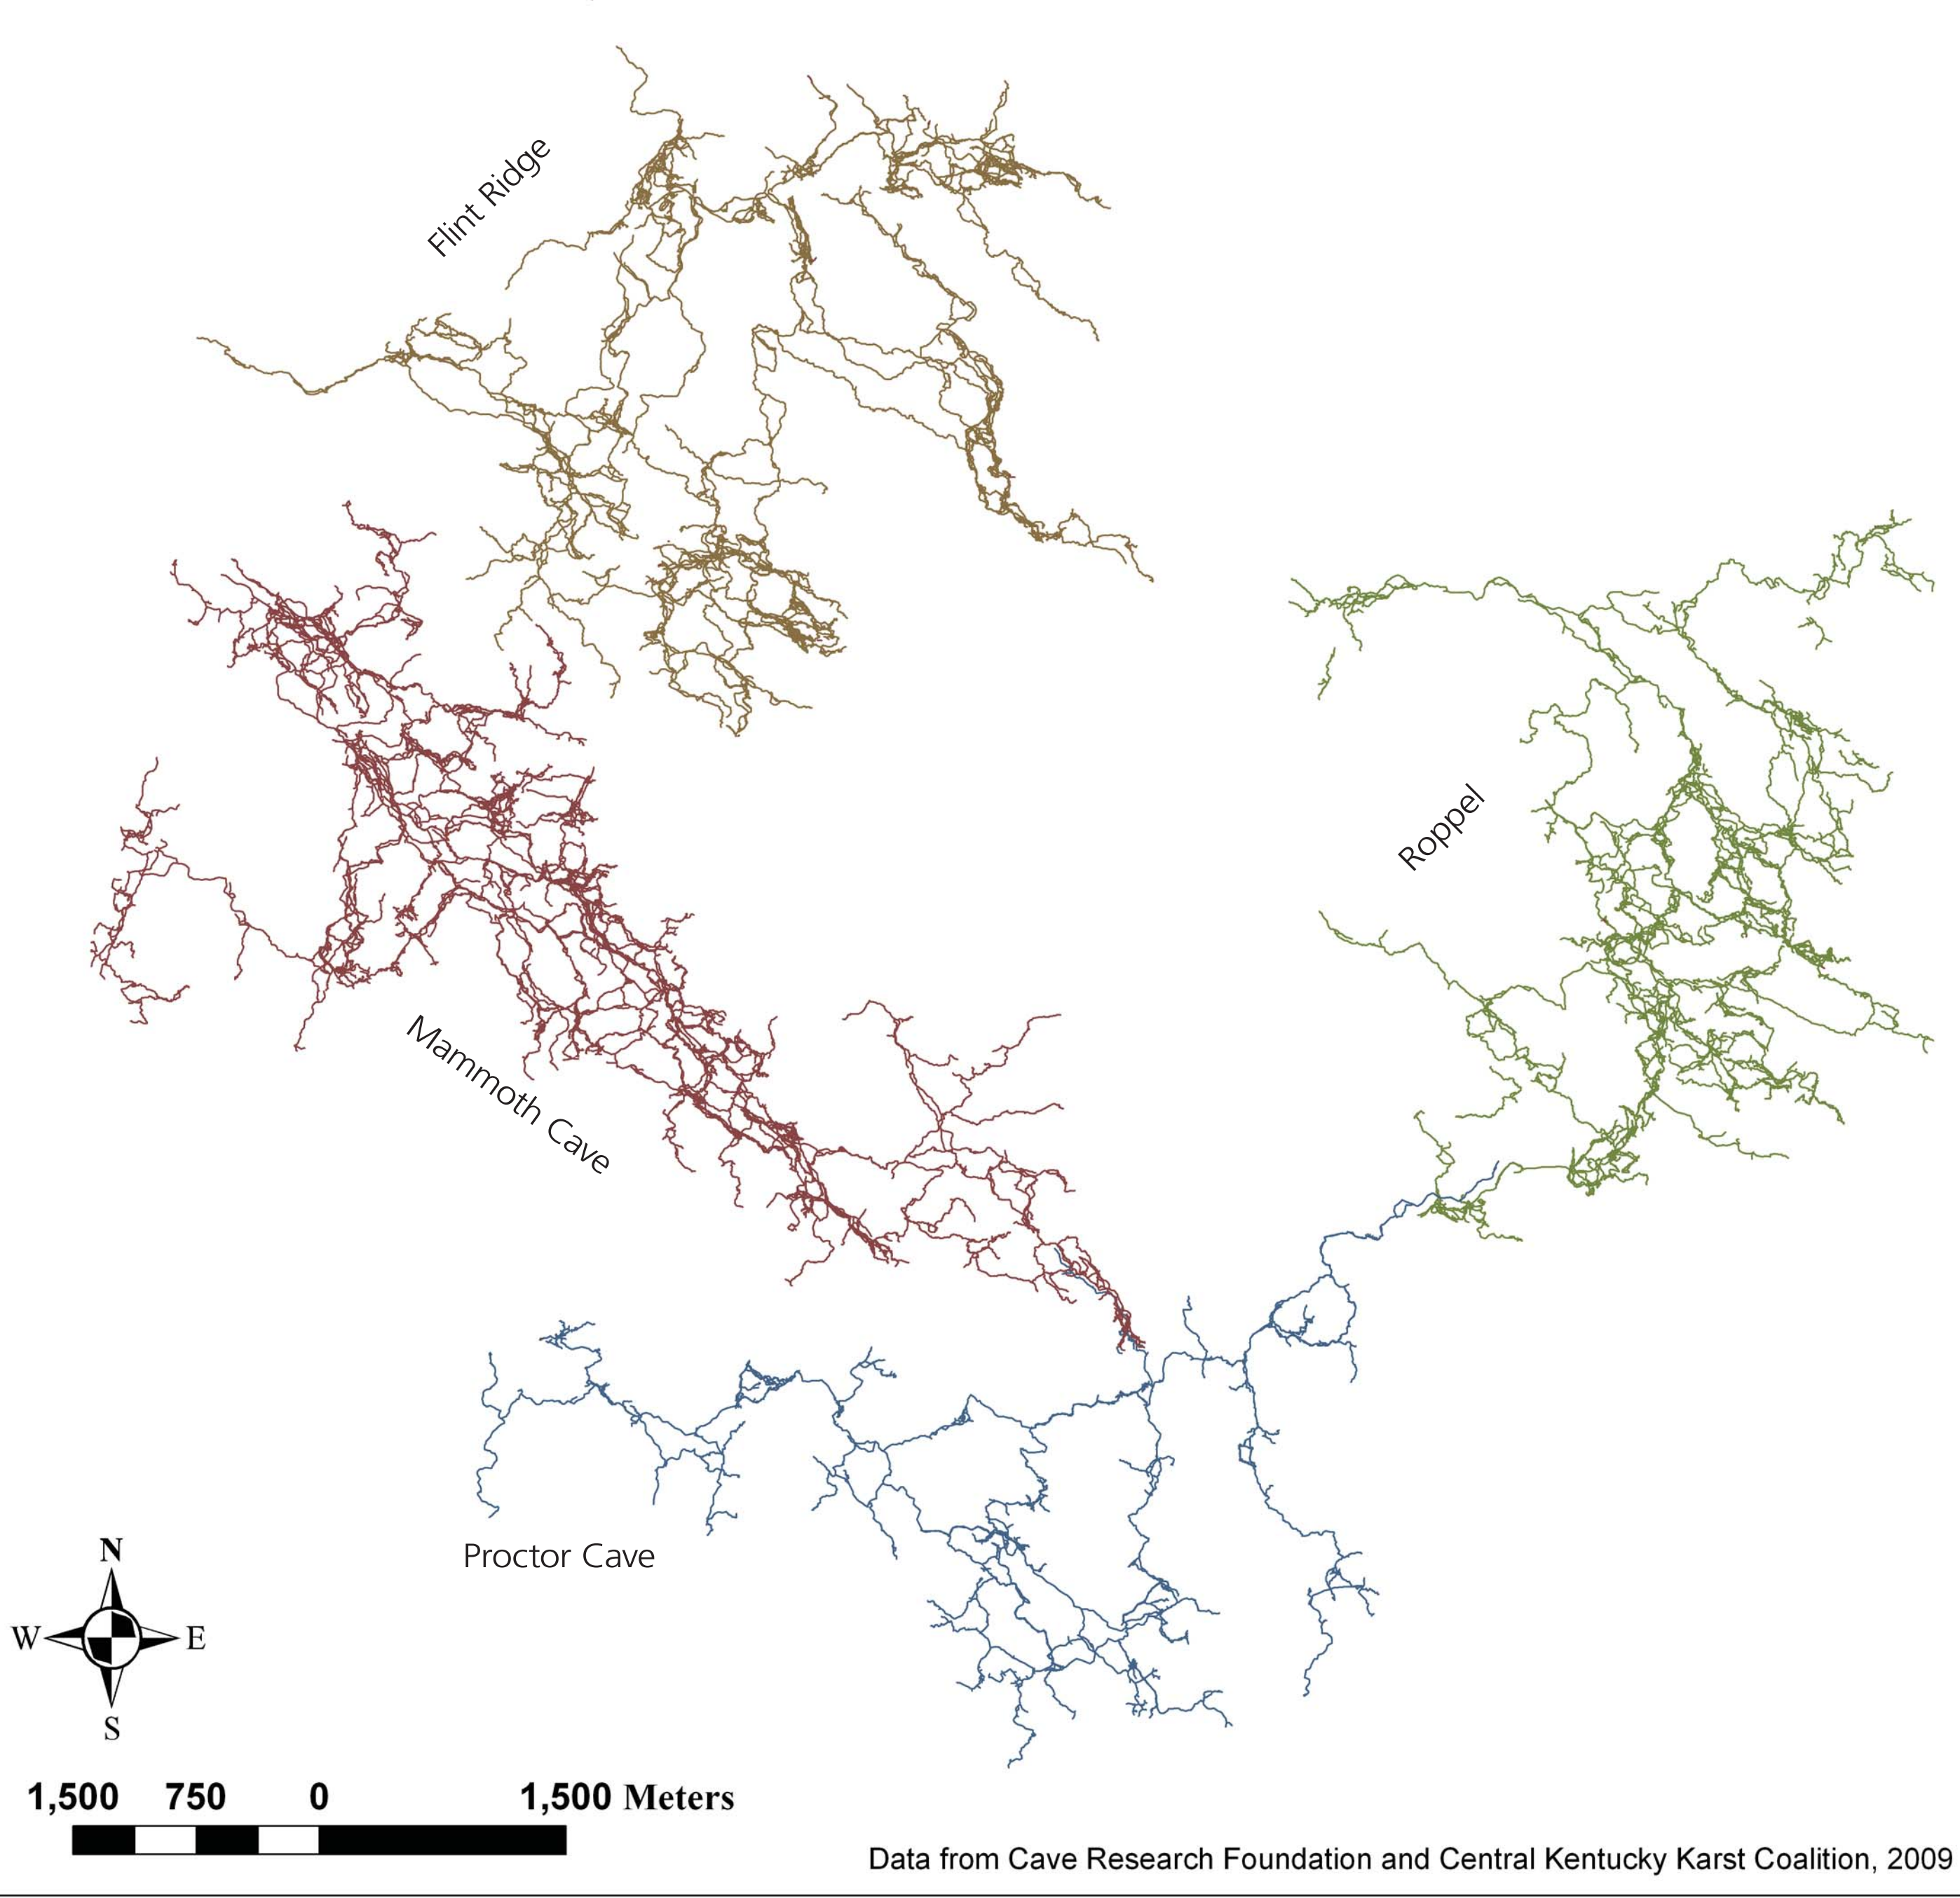 Flint Ridge
Roppel
Mammoth Cave
Proctor Cave
N
W E
S
1,500 750 0 1,500 Meters
Data from Cave Research Foundation and Central Kentucky Karst Coalition, 2009